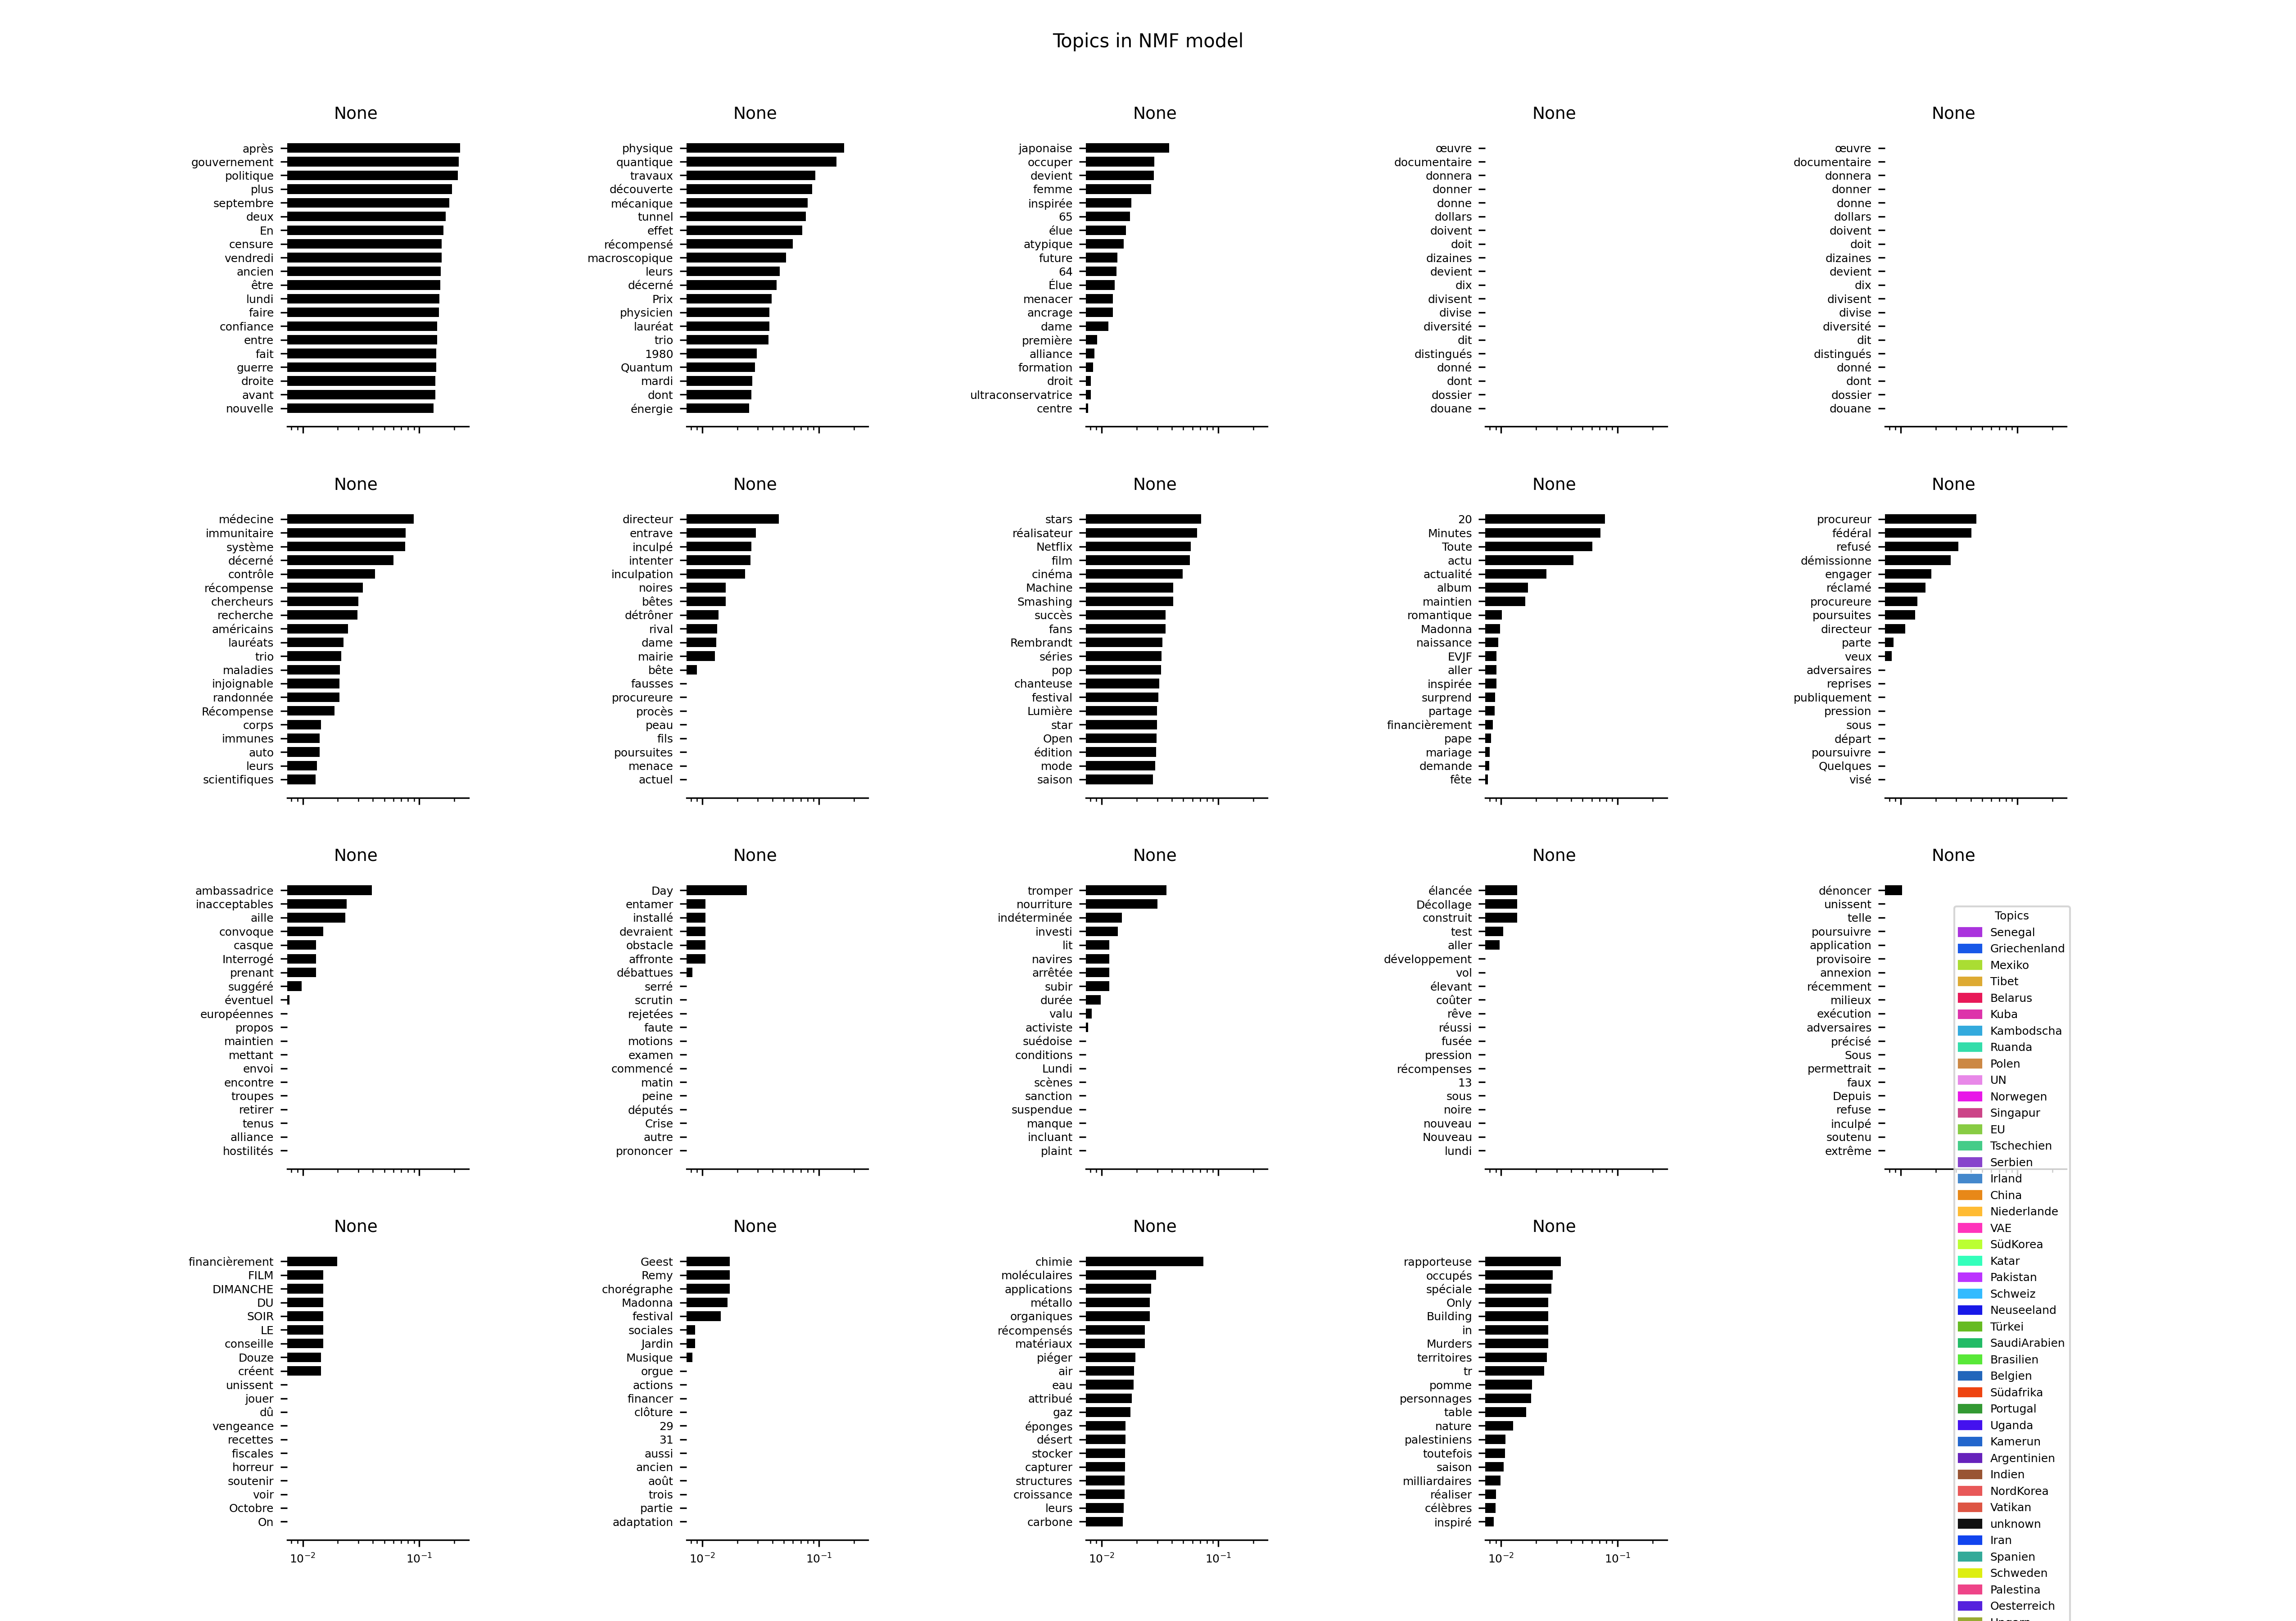 Topics in NMF model
None
après
gouvernement
politique
plus
septembre
deux
En
censure
vendredi
ancien
être
lundi
faire
confiance
entre
fait
guerre
droite
avant
nouvelle
None
physique
quantique
travaux
découverte
mécanique
tunnel
effet
récompensé
macroscopique
leurs
décerné
Prix
physicien
lauréat
trio
1980
Quantum
mardi
dont
énergie
None
japonaise
occuper
devient
femme
inspirée
65
élue
atypique
future
64
Élue
menacer
ancrage
dame
première
alliance
formation
droit
ultraconservatrice
centre
None
œuvre
documentaire
donnera
donner
donne
dollars
doivent
doit
dizaines
devient
dix
divisent
divise
diversité
dit
distingués
donné
dont
dossier
douane
None
œuvre
documentaire
donnera
donner
donne
dollars
doivent
doit
dizaines
devient
dix
divisent
divise
diversité
dit
distingués
donné
dont
dossier
douane
None
médecine
immunitaire
système
décerné
contrôle
récompense
chercheurs
recherche
américains
lauréats
trio
maladies
injoignable
randonnée
Récompense
corps
immunes
auto
leurs
scientifiques
None
directeur
entrave
inculpé
intenter
inculpation
noires
bêtes
détrôner
rival
dame
mairie
bête
fausses
procureure
procès
peau
fils
poursuites
menace
actuel
None
stars
réalisateur
Netflix
film
cinéma
Machine
Smashing
succès
fans
Rembrandt
séries
pop
chanteuse
festival
Lumière
star
Open
édition
mode
saison
None
20
Minutes
Toute
actu
actualité
album
maintien
romantique
Madonna
naissance
EVJF
aller
inspirée
surprend
partage
financièrement
pape
mariage
demande
fête
None
procureur
fédéral
refusé
démissionne
engager
réclamé
procureure
poursuites
directeur
parte
veux
adversaires
reprises
publiquement
pression
sous
départ
poursuivre
Quelques
visé
None
ambassadrice
inacceptables
aille
convoque
casque
Interrogé
prenant
suggéré
éventuel
européennes
propos
maintien
mettant
envoi
encontre
troupes
retirer
tenus
alliance
hostilités
None
Day
entamer
installé
devraient
obstacle
affronte
débattues
serré
scrutin
rejetées
faute
motions
examen
commencé
matin
peine
députés
Crise
autre
prononcer
None
tromper
nourriture
indéterminée
investi
lit
navires
arrêtée
subir
durée
valu
activiste
suédoise
conditions
Lundi
scènes
sanction
suspendue
manque
incluant
plaint
None
élancée
Décollage
construit
test
aller
développement
vol
élevant
coûter
rêve
réussi
fusée
pression
récompenses
13
sous
noire
nouveau
Nouveau
lundi
None
dénoncer
unissent
telle
poursuivre
application
provisoire
annexion
récemment
milieux
exécution
adversaires
précisé
Sous
permettrait
faux
Depuis
refuse
inculpé
soutenu
extrême
None
financièrement
FILM
DIMANCHE
DU
SOIR
LE
conseille
Douze
créent
unissent
jouer
dû
vengeance
recettes
fiscales
horreur
soutenir
voir
Octobre
On
10⁻² 10⁻¹
None
Geest
Remy
chorégraphe
Madonna
festival
sociales
Jardin
Musique
orgue
actions
financer
clôture
29
31
aussi
ancien
août
trois
partie
adaptation
10⁻² 10⁻¹
None
chimie
moléculaires
applications
métallo
organiques
récompensés
matériaux
piéger
air
eau
attribué
gaz
éponges
désert
stocker
capturer
structures
croissance
leurs
carbone
10⁻² 10⁻¹
None
rapporteuse
occupés
spéciale
Only
Building
in
Murders
territoires
tr
pomme
personnages
table
nature
palestiniens
toutefois
saison
milliardaires
réaliser
célèbres
inspiré
10⁻² 10⁻¹
Topics
Senegal
Griechenland
Mexiko
Tibet
Belarus
Kuba
Kambodscha
Ruanda
Polen
UN
Norwegen
Singapur
EU
Tschechien
Serbien
Irland
China
Niederlande
VAE
SüdKorea
Katar
Pakistan
Schweiz
Neuseeland
Türkei
SaudiArabien
Brasilien
Belgien
Südafrika
Portugal
Uganda
Kamerun
Argentinien
Indien
NordKorea
Vatikan
unknown
Iran
Spanien
Schweden
Palestina
Oesterreich